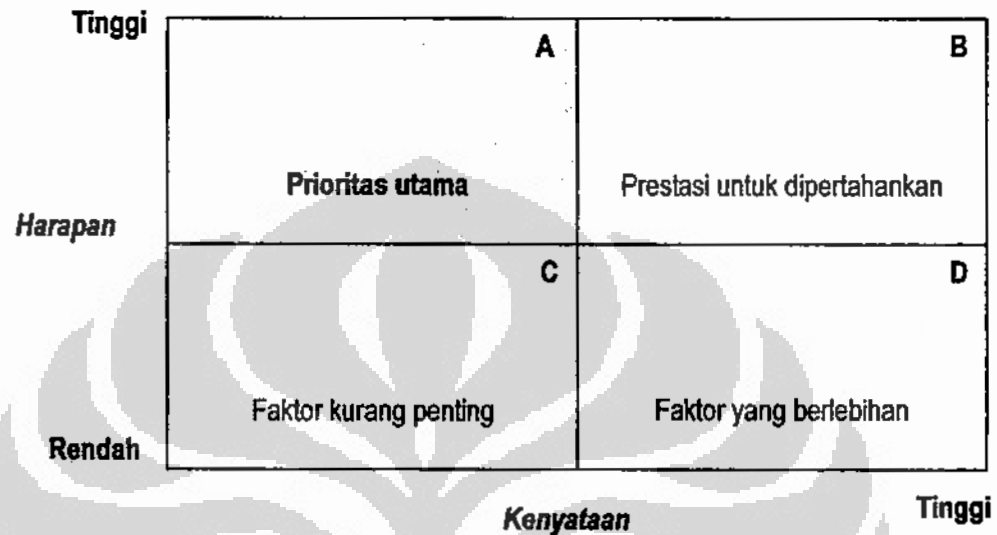 Tinggi
A
B
Prioritas utama
Prestasi untuk dipertahankan
Harapan
C
D
Faktor kurang penting
Faktor yang berlebihan
Rendah
Kenyataan
Tinggi